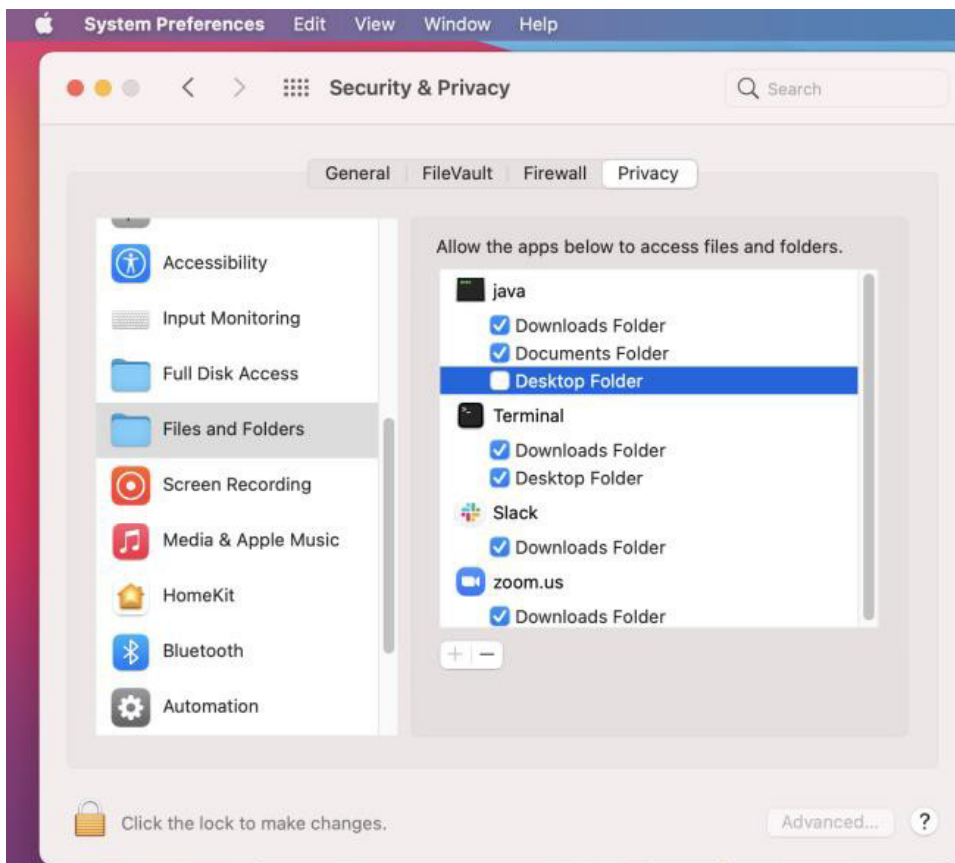 System Preferences Edit View Window Help
Security & Privacy
Search
General FileVault Firewall Privacy
Accessibility
Input Monitoring
Full Disk Access
Files and Folders
Screen Recording
Media & Apple Music
HomeKit
Bluetooth
Automation
Allow the apps below to access files and folders.
java
Downloads Folder
Documents Folder
Desktop Folder
Terminal
Downloads Folder
Desktop Folder
Slack
Downloads Folder
zoom.us
Downloads Folder
+ −
Click the lock to make changes.
Advanced... ?